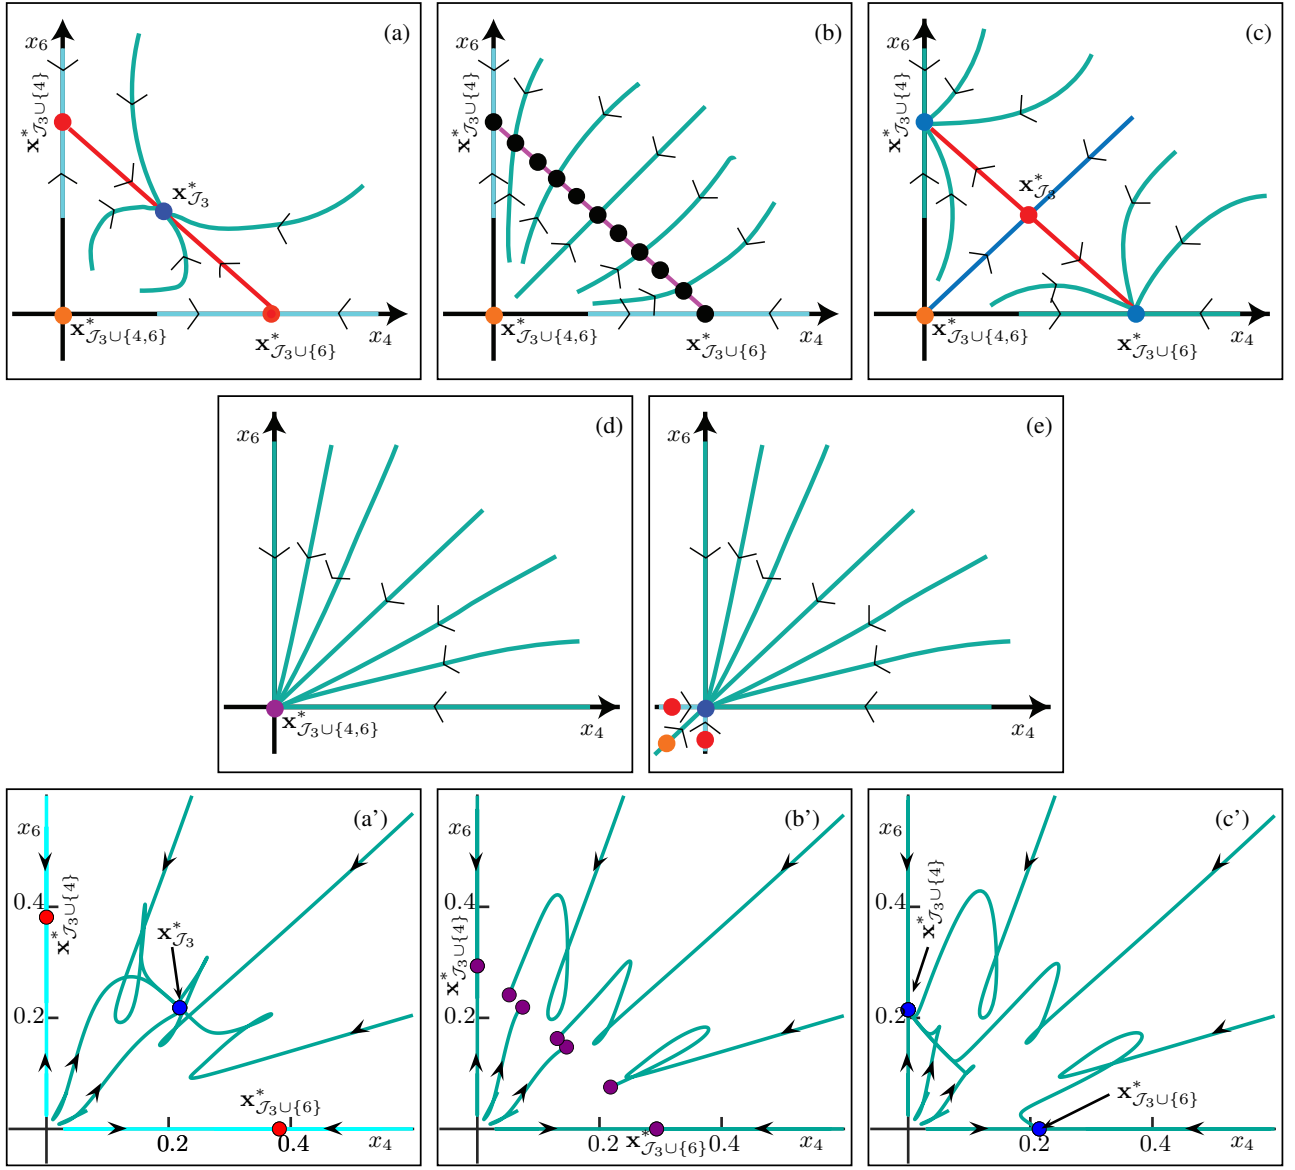 (a)
x₆
x*_{𝒥₃∪{4}}
x*_{𝒥₃}
x*_{𝒥₃∪{4,6}}
x*_{𝒥₃∪{6}}
x₄
(b)
x₆
x*_{𝒥₃∪{4}}
x*_{𝒥₃∪{4,6}}
x*_{𝒥₃∪{6}}
x₄
(c)
x₆
x*_{𝒥₃∪{4}}
x*_{𝒥₃}
x*_{𝒥₃∪{4,6}}
x*_{𝒥₃∪{6}}
x₄
(d)
x₆
x*_{𝒥₃∪{4,6}}
x₄
(e)
x₆
x₄
(a')
x₆
0.4
x*_{𝒥₃∪{4}}
x*_{𝒥₃}
0.2
x*_{𝒥₃∪{6}}
0.2
0.4
x₄
(b')
x₆
0.4
x*_{𝒥₃∪{4}}
0.2
0.2
x*_{𝒥₃∪{6}}
0.4
x₄
(c')
x₆
0.4
x*_{𝒥₃∪{4}}
0.2
x*_{𝒥₃∪{6}}
0.2
0.4
x₄